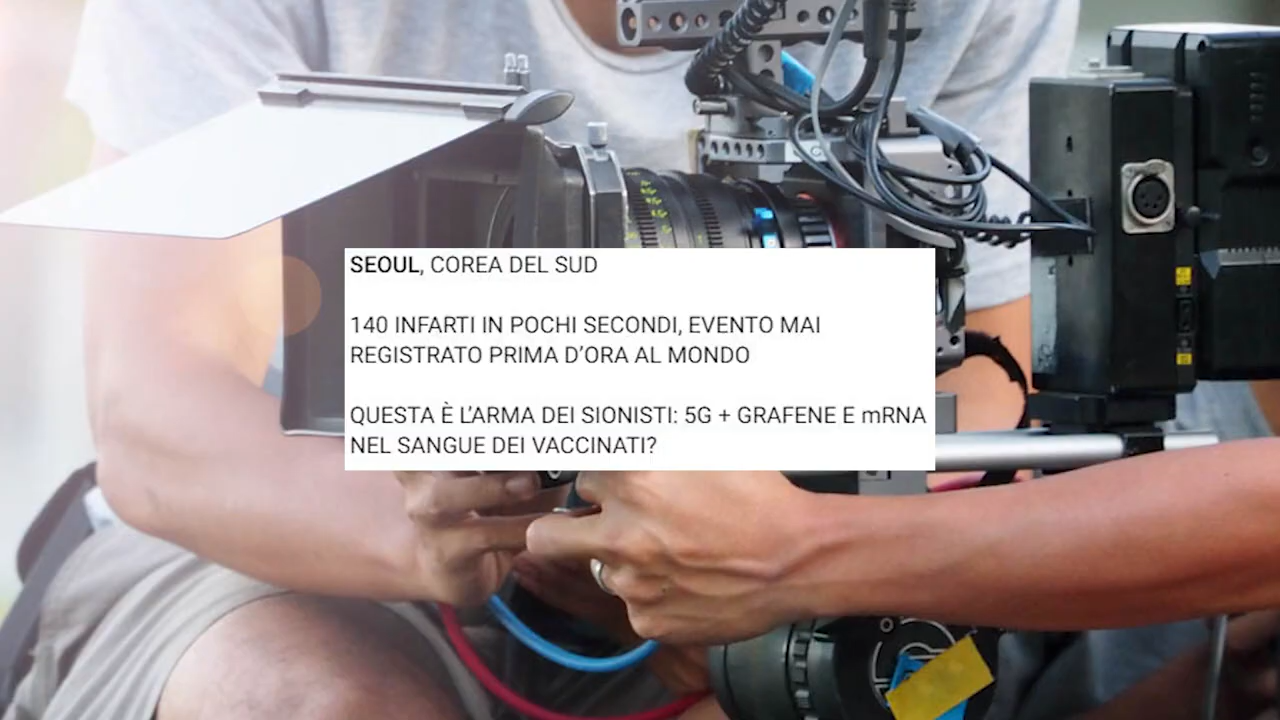 SEOUL, COREA DEL SUD
140 INFARTI IN POCHI SECONDI, EVENTO MAI
REGISTRATO PRIMA D'ORA AL MONDO
QUESTA È L'ARMA DEI SIONISTI: 5G + GRAFENE E mRNA
NEL SANGUE DEI VACCINATI?